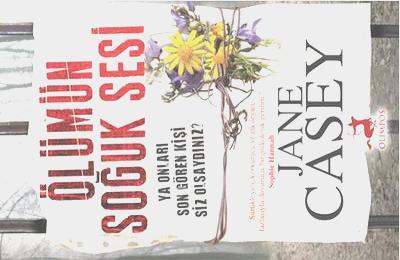 ÖLÜMÜN
SOĞUK SESİ
YA ONLARI
SON GÖREN KİŞİ
SİZ OLSAYDINIZ?
Sophie Hannah
JANE
CASEY
OLIMPOS